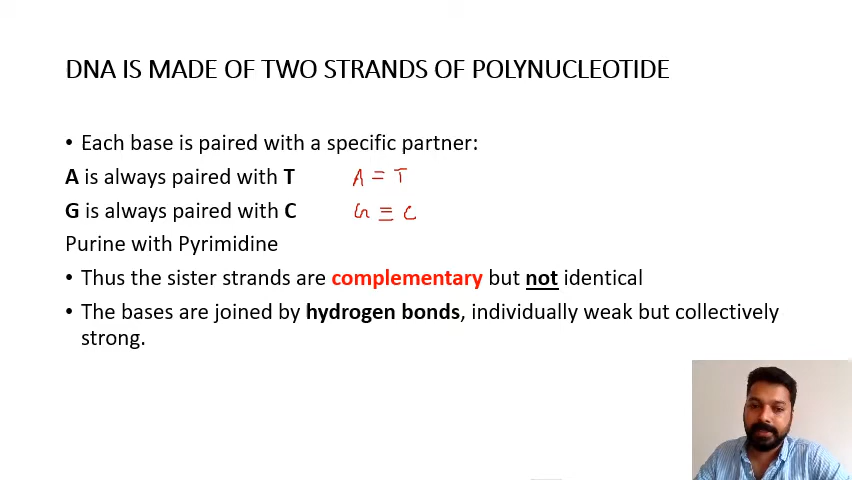 DNA IS MADE OF TWO STRANDS OF POLYNUCLEOTIDE
• Each base is paired with a specific partner:
A is always paired with T A = T
G is always paired with C G ≡ C
Purine with Pyrimidine
• Thus the sister strands are complementary but not identical
• The bases are joined by hydrogen bonds, individually weak but collectively
strong.